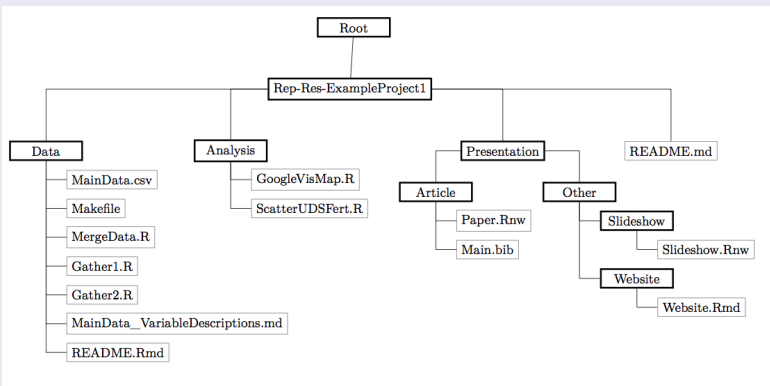 Root
Rep-Res-ExampleProject1
Data
Analysis
Presentation
README.md
MainData.csv
Makefile
MergeData.R
Gather1.R
Gather2.R
MainData_VariableDescriptions.md
README.Rmd
GoogleVisMap.R
ScatterUDSFert.R
Article
Other
Paper.Rnw
Main.bib
Slideshow
Slideshow.Rnw
Website
Website.Rmd